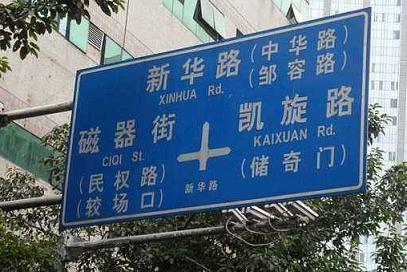 新华路（中华路）
XINHUA Rd.（邹容路）
磁器街
CIQI St.
（民权路）
（较场口）
凯旋路
KAIXUAN Rd.
（储奇门）
新华路